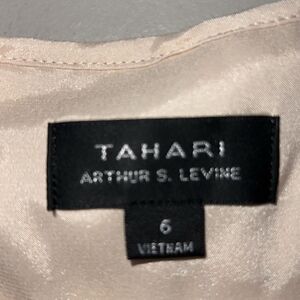 TAHARI
ARTHUR S. LEVINE
6
VIETNAM